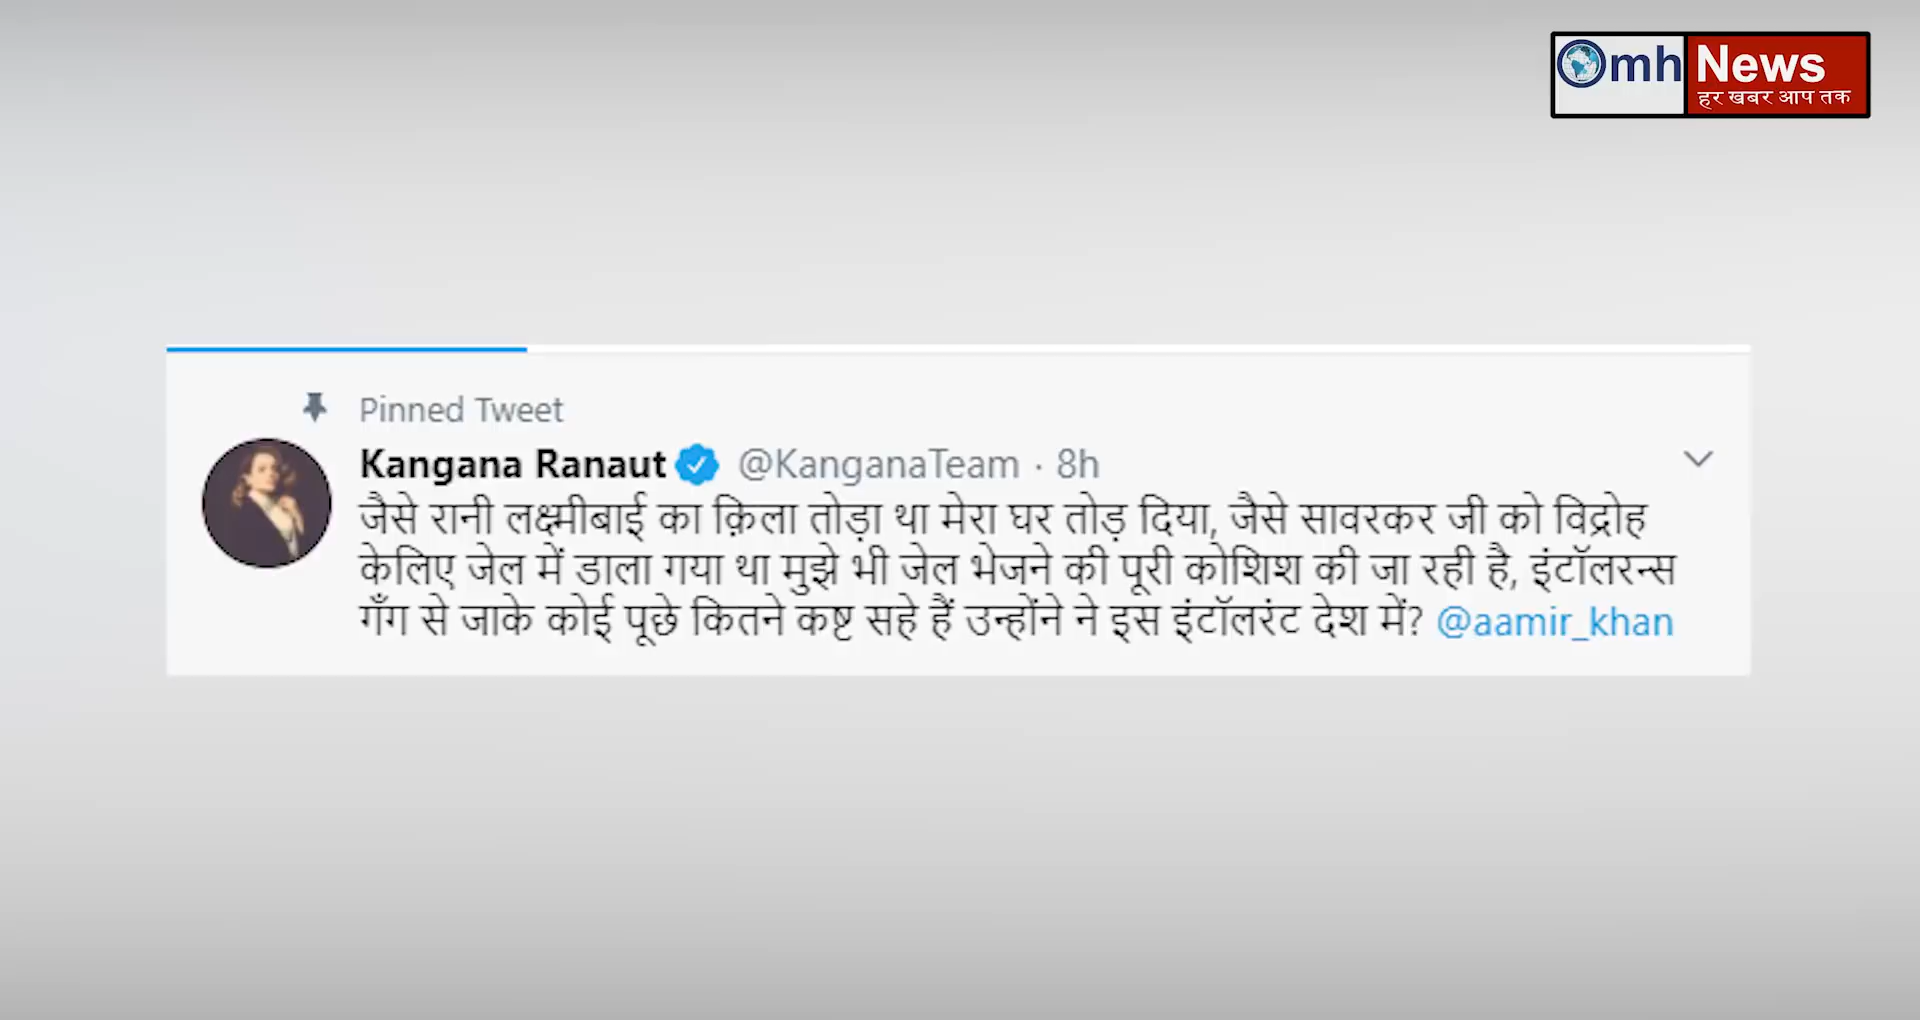 Omh News
हर खबर आप तक
Pinned Tweet
Kangana Ranaut @KanganaTeam · 8h
जैसे रानी लक्ष्मीबाई का क़िला तोड़ा था मेरा घर तोड़ दिया, जैसे सावरकर जी को विद्रोह
केलिए जेल में डाला गया था मुझे भी जेल भेजने की पूरी कोशिश की जा रही है, इंटॉलरन्स
गैंग से जाके कोई पूछे कितने कष्ट सहे हैं उन्होंने ने इस इंटॉलरंट देश में? @aamir_khan